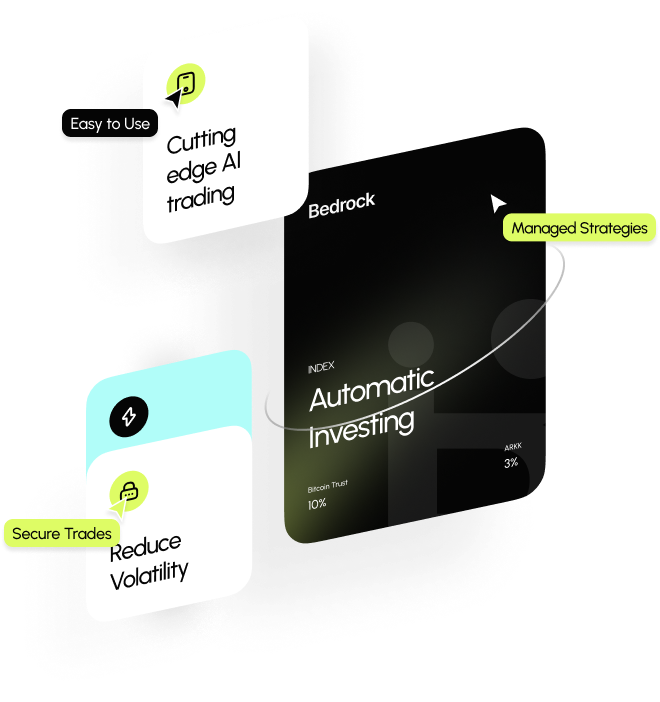 Easy to Use
Cutting
edge AI
trading
Bedrock
Managed Strategies
INDEX
Automatic
Investing
ARKK
3%
Bitcoin Trust
10%
Secure Trades
Reduce
Volatility